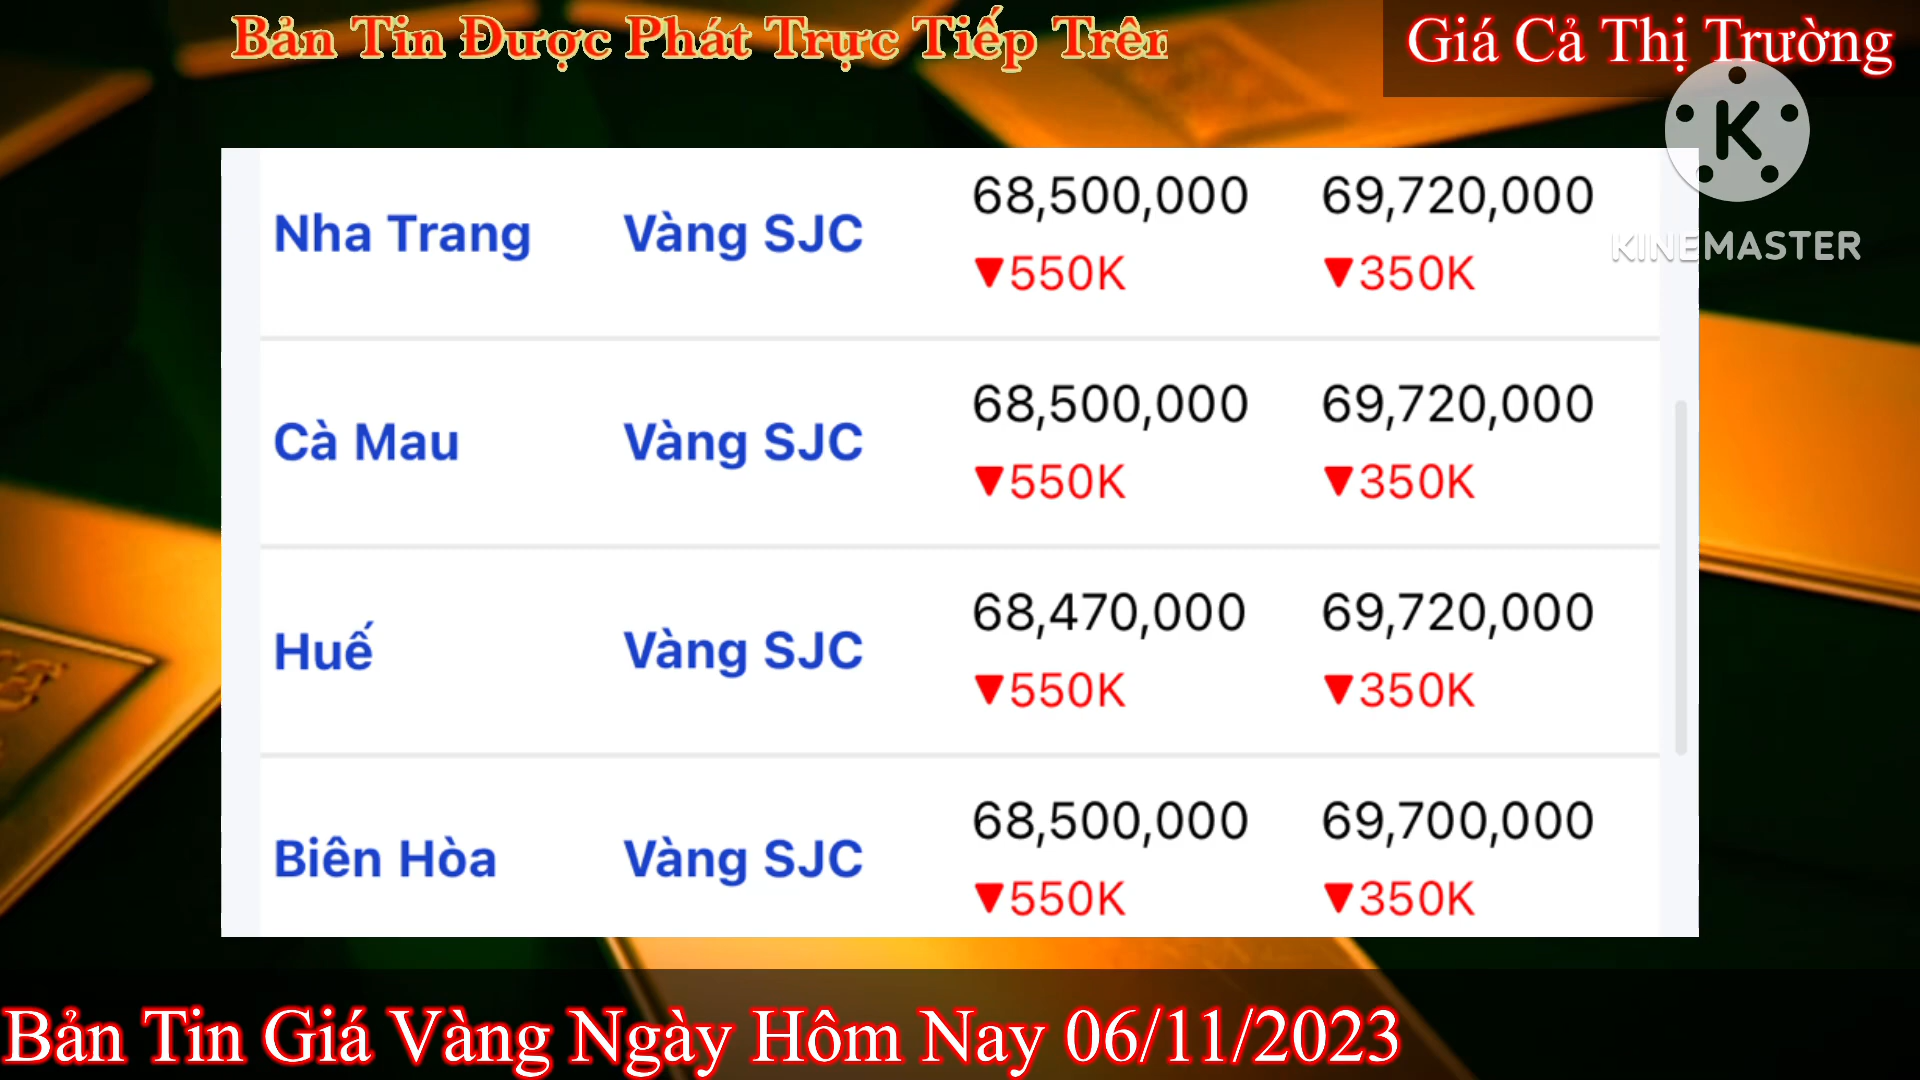 Bản Tin Được Phát Trực Tiếp Trên
Giá Cả Thị Trường
K
KINEMASTER
Nha Trang Vàng SJC 68,500,000 69,720,000
▼550K ▼350K
Cà Mau Vàng SJC 68,500,000 69,720,000
▼550K ▼350K
Huế Vàng SJC 68,470,000 69,720,000
▼550K ▼350K
Biên Hòa Vàng SJC 68,500,000 69,700,000
▼550K ▼350K
Bản Tin Giá Vàng Ngày Hôm Nay 06/11/2023